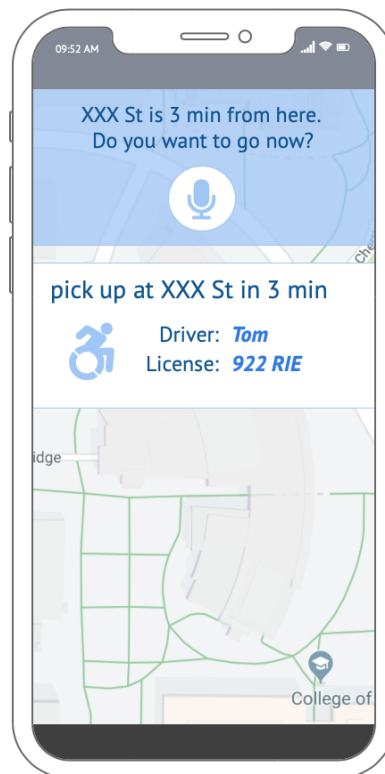 09:52 AM
XXX St is 3 min from here.
Do you want to go now?
pick up at XXX St in 3 min
Driver: Tom
License: 922 RIE
idge
College of